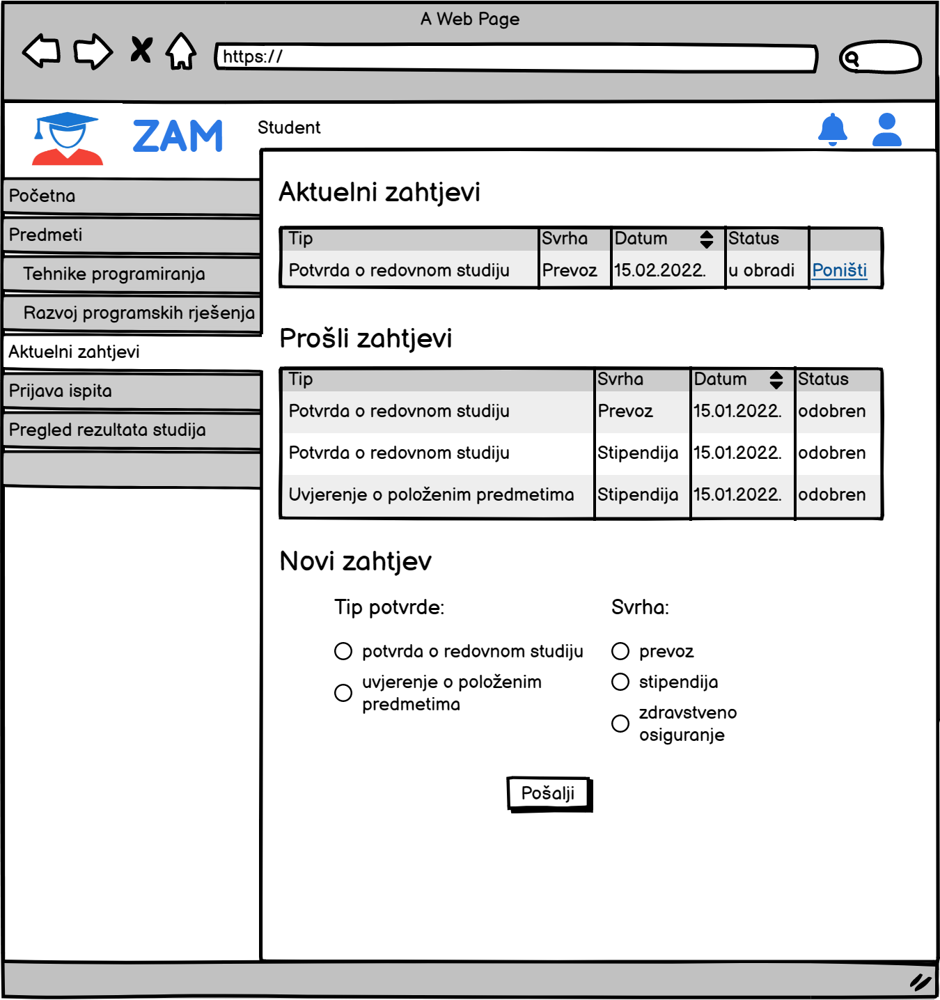 A Web Page
https://
ZAM
Student
Početna
Predmeti
Tehnike programiranja
Razvoj programskih rješenja
Aktuelni zahtjevi
Prijava ispita
Pregled rezultata studija
Aktuelni zahtjevi
Tip Svrha Datum Status
Potvrda o redovnom studiju Prevoz 15.02.2022. u obradi Poništi
Prošli zahtjevi
Tip Svrha Datum Status
Potvrda o redovnom studiju Prevoz 15.01.2022. odobren
Potvrda o redovnom studiju Stipendija 15.01.2022. odobren
Uvjerenje o položenim predmetima Stipendija 15.01.2022. odobren
Novi zahtjev
Tip potvrde:
potvrda o redovnom studiju
uvjerenje o položenim
predmetima
Svrha:
prevoz
stipendija
zdravstveno
osiguranje
Pošalji